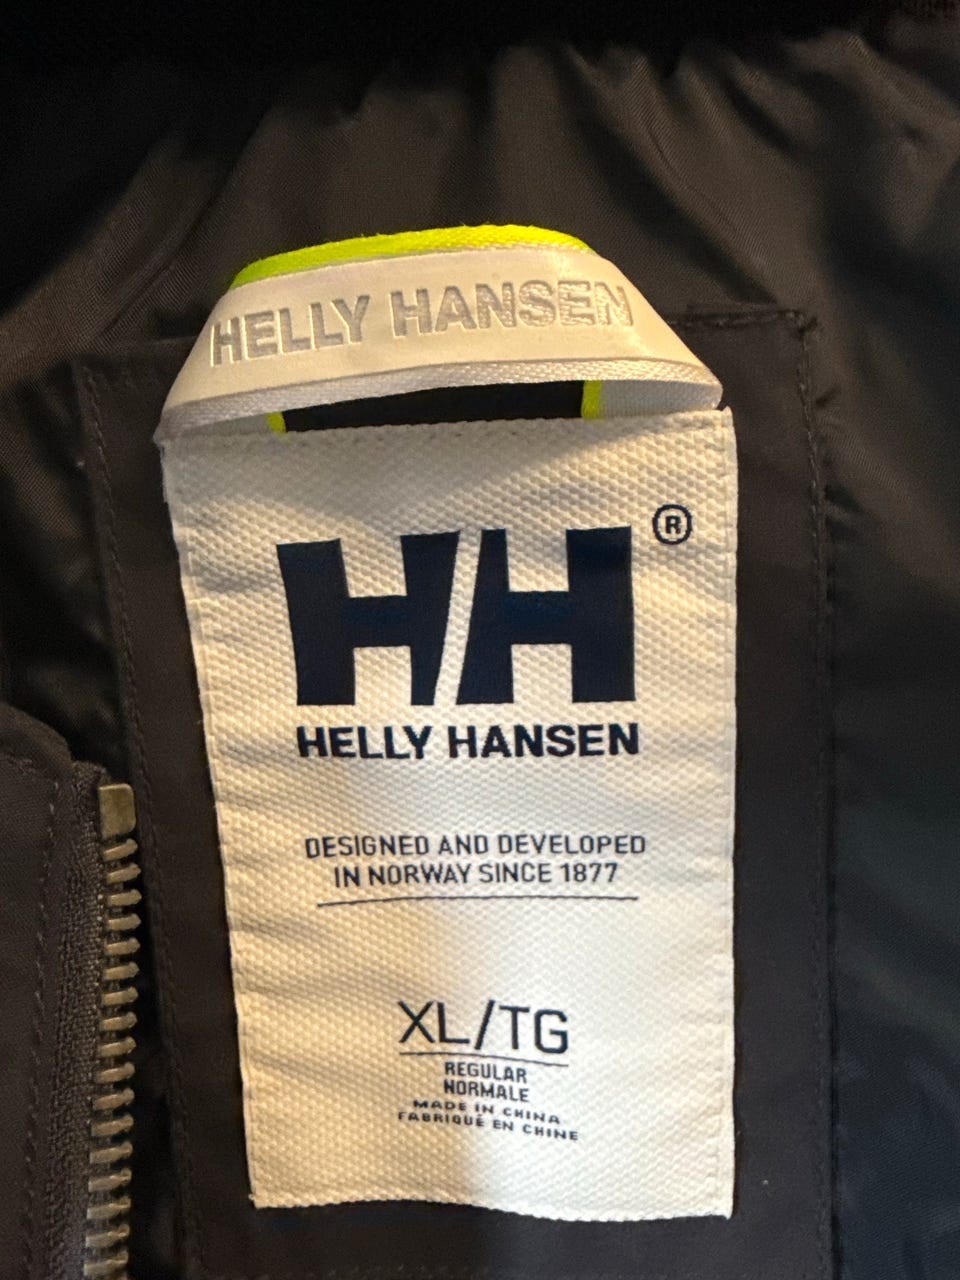 HELLY HANSEN
HH®
HELLY HANSEN
DESIGNED AND DEVELOPED
IN NORWAY SINCE 1877
XL/TG
REGULAR
NORMALE
MADE IN CHINA
FABRIQUÉ EN CHINE